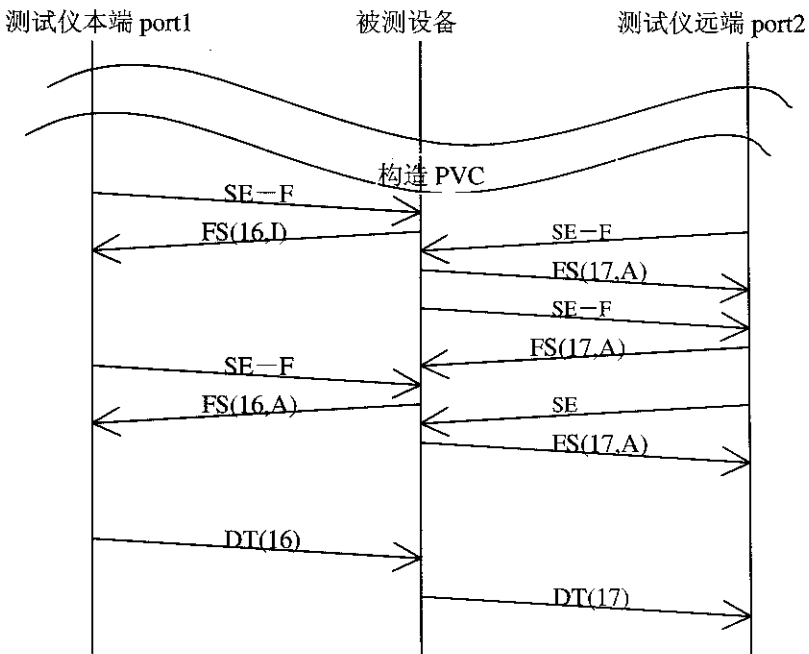 测试仪本端 port1 被测设备 测试仪远端 port2
构造 PVC
SE－F
FS(16,I) SE－F
FS(17,A)
SE－F
FS(17,A)
SE－F
FS(16,A) SE
FS(17,A)
DT(16)
DT(17)